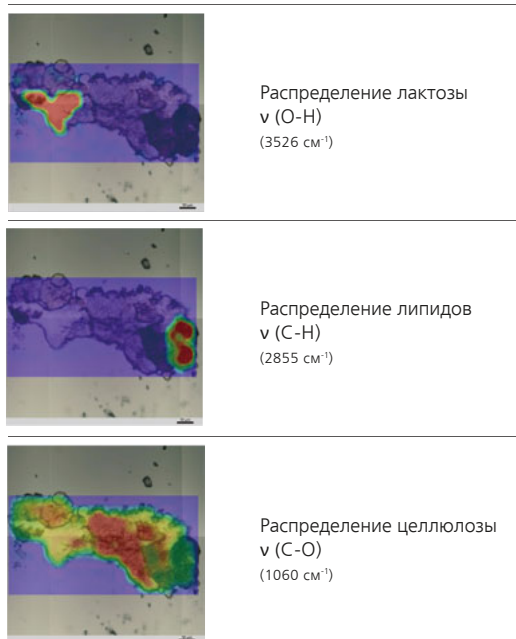 Распределение лактозы
ν (O-H)
(3526 см⁻¹)
Распределение липидов
ν (C-H)
(2855 см⁻¹)
Распределение целлюлозы
ν (C-O)
(1060 см⁻¹)